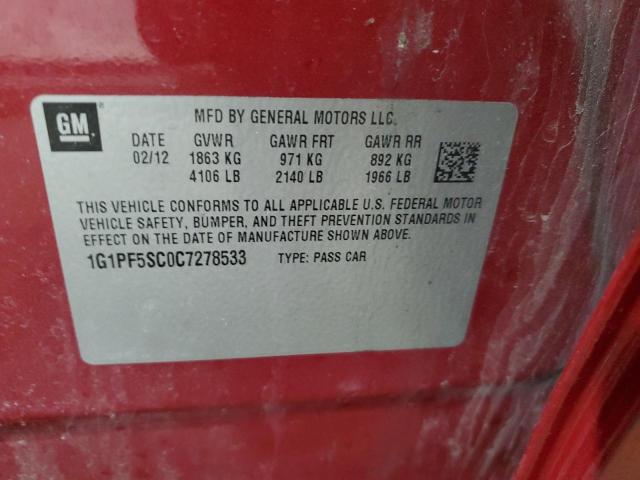 GM
MFD BY GENERAL MOTORS LLC
DATE GVWR GAWR FRT GAWR RR
02/12 1863 KG 971 KG 892 KG
4106 LB 2140 LB 1966 LB
THIS VEHICLE CONFORMS TO ALL APPLICABLE U.S. FEDERAL MOTOR
VEHICLE SAFETY, BUMPER, AND THEFT PREVENTION STANDARDS IN
EFFECT ON THE DATE OF MANUFACTURE SHOWN ABOVE.
1G1PF5SC0C7278533 TYPE: PASS CAR